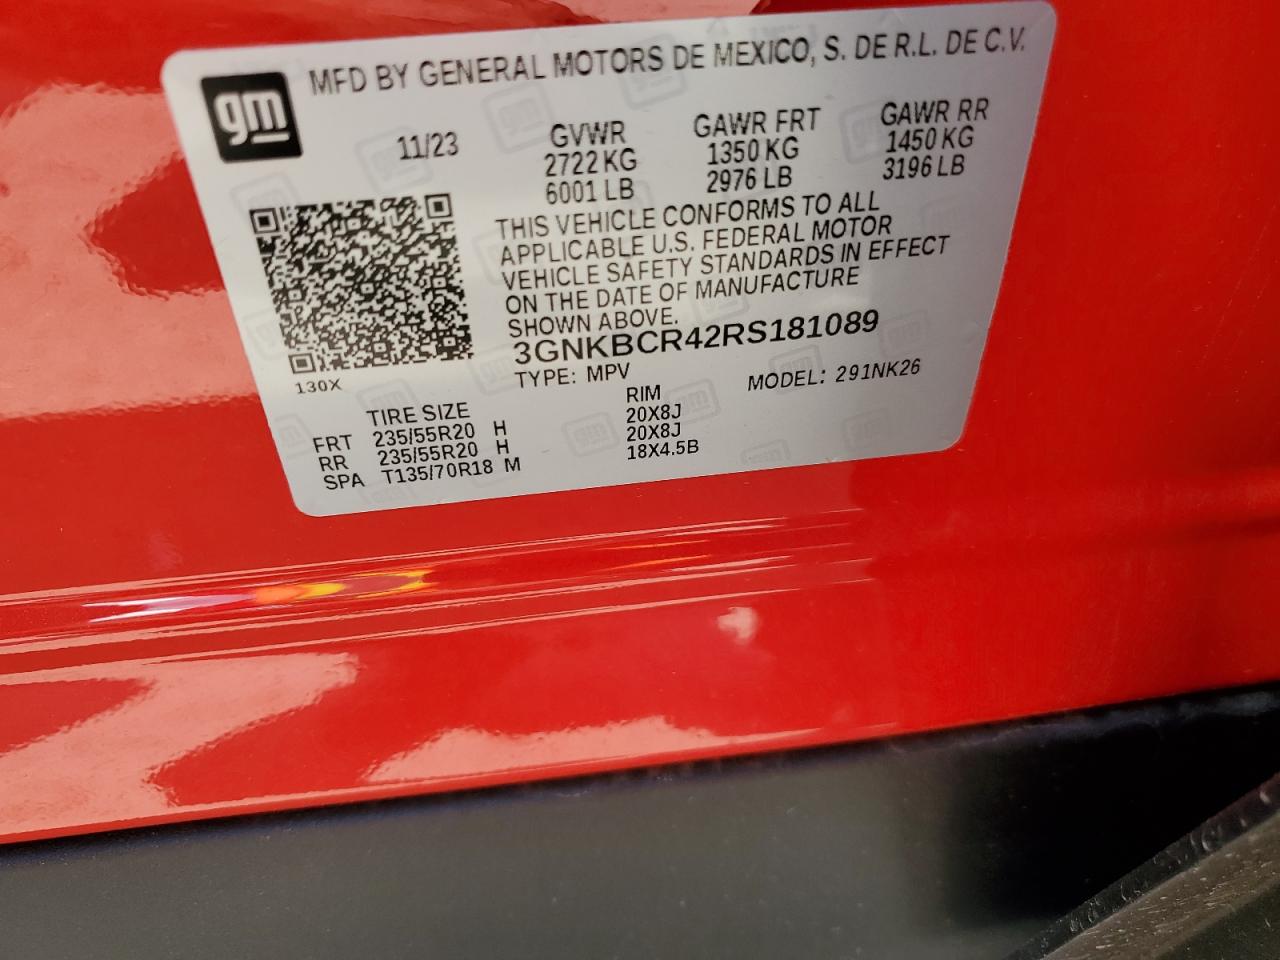 gm
MFD BY GENERAL MOTORS DE MEXICO, S. DE R.L. DE C.V.
11/23
GVWR
2722 KG
6001 LB
GAWR FRT
1350 KG
2976 LB
GAWR RR
1450 KG
3196 LB
THIS VEHICLE CONFORMS TO ALL
APPLICABLE U.S. FEDERAL MOTOR
VEHICLE SAFETY STANDARDS IN EFFECT
ON THE DATE OF MANUFACTURE
SHOWN ABOVE.
3GNKBCR42RS181089
130X
TYPE: MPV MODEL: 291NK26
TIRE SIZE RIM
FRT 235/55R20 H 20X8J
RR 235/55R20 H 20X8J
SPA T135/70R18 M 18X4.5B